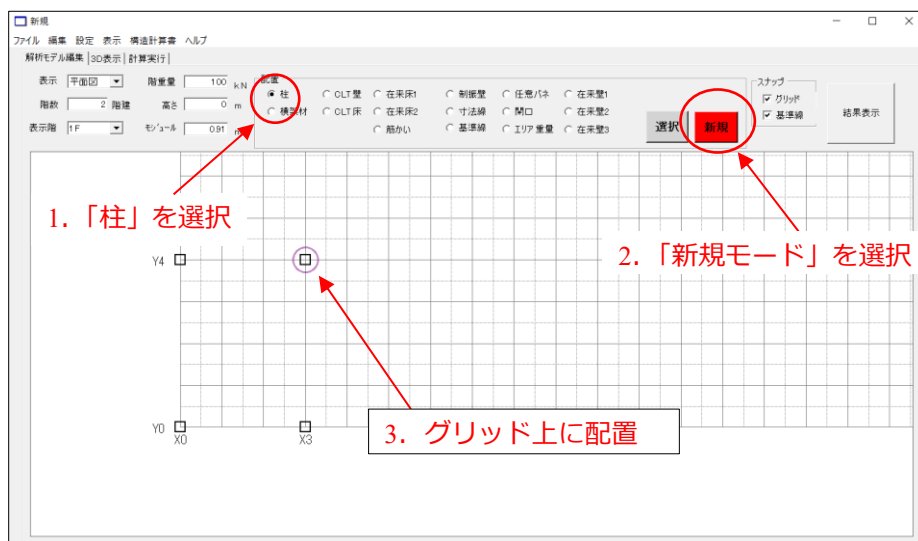 新規
ファイル 編集 設定 表示 構造計算書 ヘルプ
解析モデル編集 3D表示 計算実行
表示 平面図 階重量 100 kN
階数 2 階建 高さ 0 m
表示階 1F モジュール 0.91 m
配置
柱 CLT壁 在来床1 制振壁 任意バネ 在来壁1
横架材 CLT床 在来床2 寸法線 開口 在来壁2
筋かい 基準線 エリア重量 在来壁3
選択 新規
スナップ
グリッド
基準線
結果表示
1.「柱」を選択
2.「新規モード」を選択
Y4
3. グリッド上に配置
Y0
X0 X3